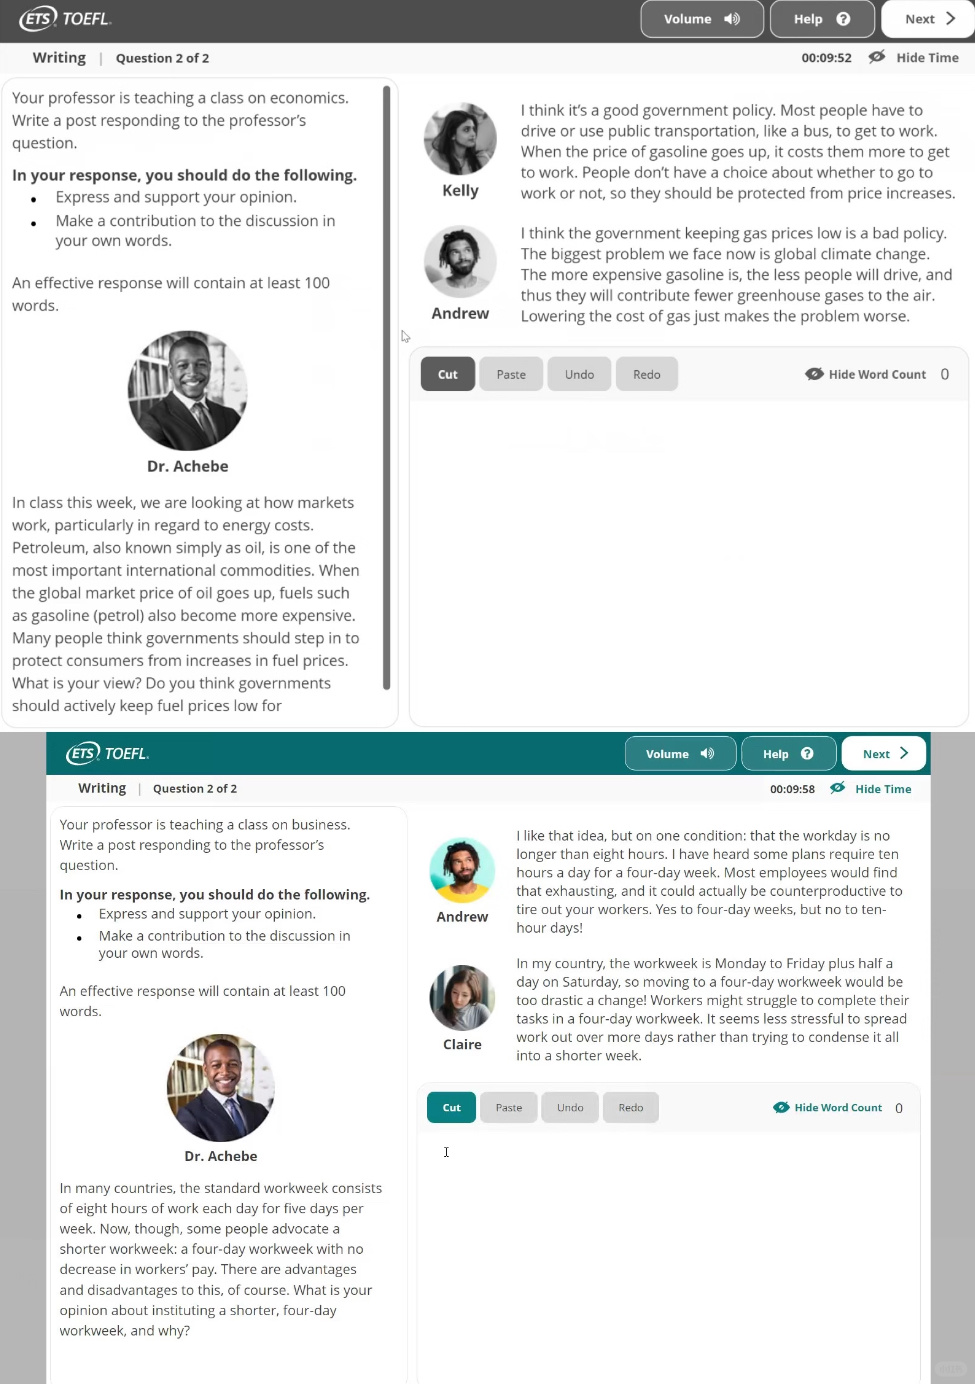 ETS TOEFL.
Volume
Help ?
Next
Writing | Question 2 of 2
00:09:52 Hide Time
Your professor is teaching a class on economics.
Write a post responding to the professor's
question.
In your response, you should do the following.
• Express and support your opinion.
• Make a contribution to the discussion in
your own words.
An effective response will contain at least 100
words.
Dr. Achebe
In class this week, we are looking at how markets
work, particularly in regard to energy costs.
Petroleum, also known simply as oil, is one of the
most important international commodities. When
the global market price of oil goes up, fuels such
as gasoline (petrol) also become more expensive.
Many people think governments should step in to
protect consumers from increases in fuel prices.
What is your view? Do you think governments
should actively keep fuel prices low for
I think it's a good government policy. Most people have to
drive or use public transportation, like a bus, to get to work.
When the price of gasoline goes up, it costs them more to get
to work. People don't have a choice about whether to go to
work or not, so they should be protected from price increases.
Kelly
I think the government keeping gas prices low is a bad policy.
The biggest problem we face now is global climate change.
The more expensive gasoline is, the less people will drive, and
thus they will contribute fewer greenhouse gases to the air.
Lowering the cost of gas just makes the problem worse.
Andrew
Cut
Paste
Undo
Redo
Hide Word Count 0
ETS TOEFL.
Volume
Help ?
Next
Writing | Question 2 of 2
00:09:58 Hide Time
Your professor is teaching a class on business.
Write a post responding to the professor's
question.
In your response, you should do the following.
• Express and support your opinion.
• Make a contribution to the discussion in
your own words.
An effective response will contain at least 100
words.
Dr. Achebe
In many countries, the standard workweek consists
of eight hours of work each day for five days per
week. Now, though, some people advocate a
shorter workweek: a four-day workweek with no
decrease in workers' pay. There are advantages
and disadvantages to this, of course. What is your
opinion about instituting a shorter, four-day
workweek, and why?
I like that idea, but on one condition: that the workday is no
longer than eight hours. I have heard some plans require ten
hours a day for a four-day week. Most employees would find
that exhausting, and it could actually be counterproductive to
tire out your workers. Yes to four-day weeks, but no to ten-
hour days!
Andrew
In my country, the workweek is Monday to Friday plus half a
day on Saturday, so moving to a four-day workweek would be
too drastic a change! Workers might struggle to complete their
tasks in a four-day workweek. It seems less stressful to spread
work out over more days rather than trying to condense it all
into a shorter week.
Claire
Cut
Paste
Undo
Redo
Hide Word Count 0